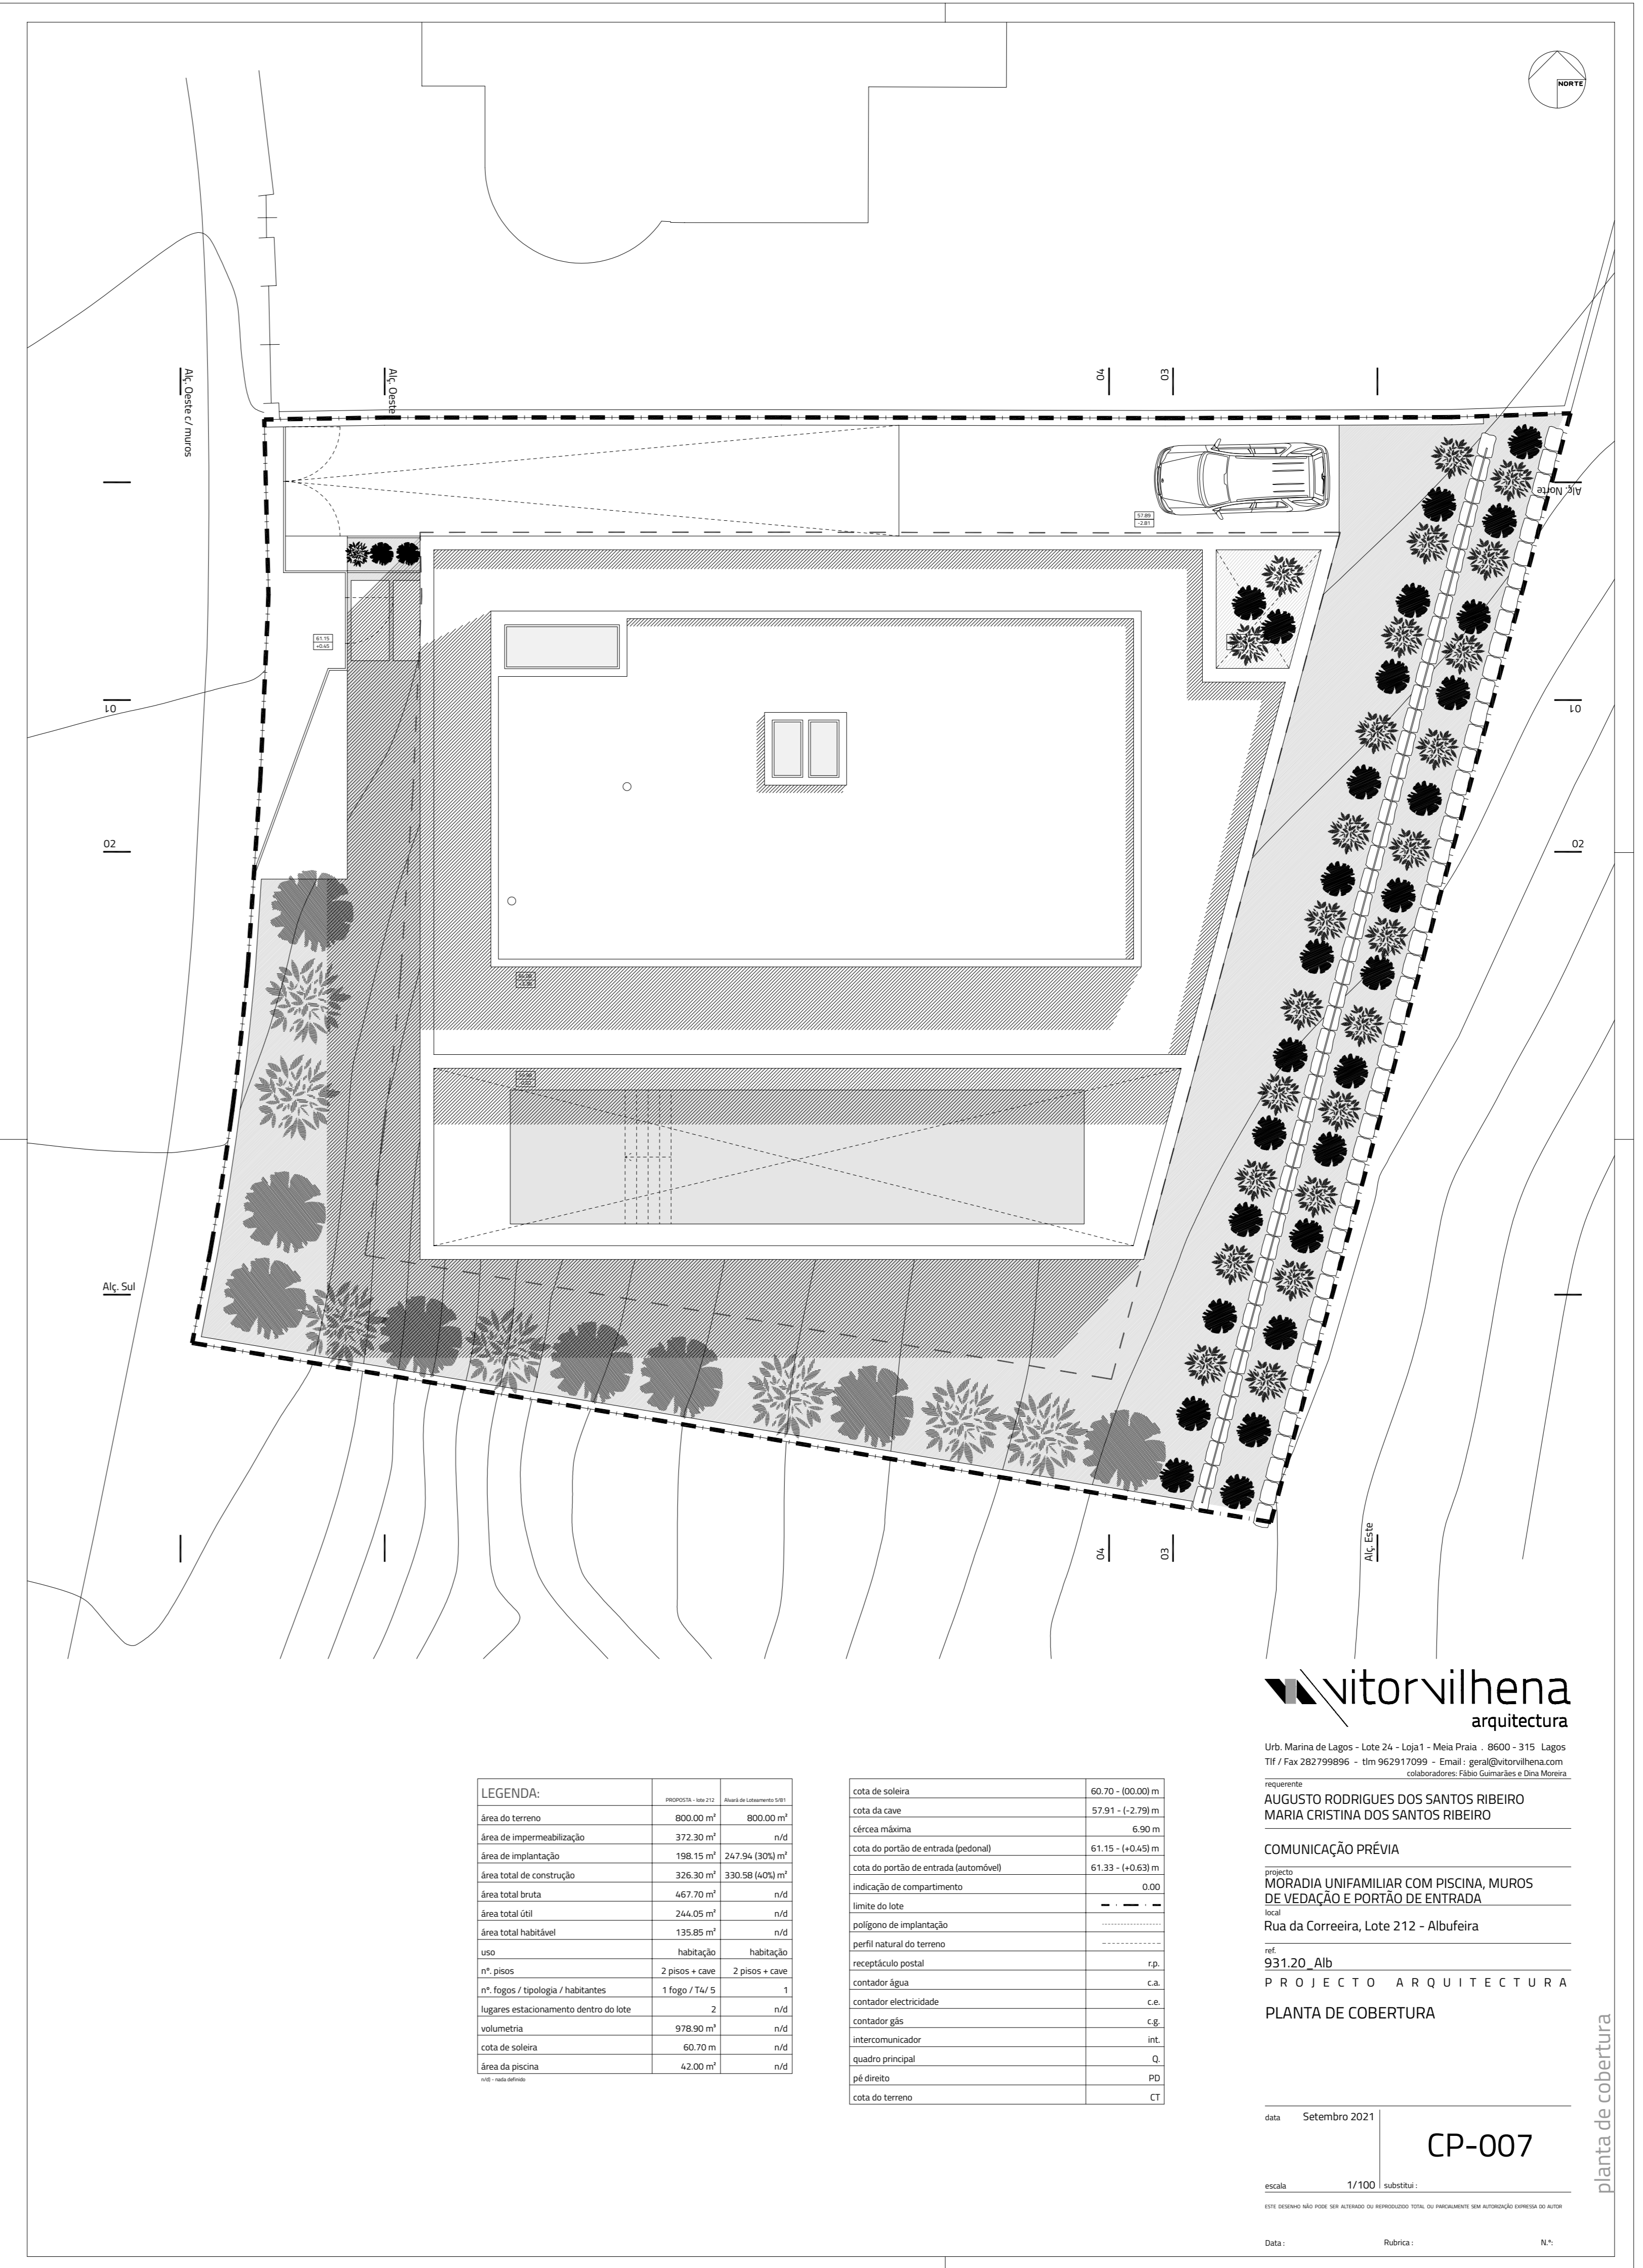 NORTE
Alç. Oeste c/ muros
Alç. Oeste
04
03
Alç. Norte
57.89
-2.81
61.15
+0.45
01
01
02
02
64.06
+3.36
-0.02
Alç. Sul
04
03
Alç. Este
vitorvilhena
arquitectura
Urb. Marina de Lagos - Lote 24 - Loja1 - Meia Praia . 8600 - 315 Lagos
Tlf / Fax 282799896 - tlm 962917099 - Email : geral@vitorvilhena.com
colaboradores: Fábio Guimarães e Dina Moreira
requerente
AUGUSTO RODRIGUES DOS SANTOS RIBEIRO
MARIA CRISTINA DOS SANTOS RIBEIRO
COMUNICAÇÃO PRÉVIA
projecto
MORADIA UNIFAMILIAR COM PISCINA, MUROS
DE VEDAÇÃO E PORTÃO DE ENTRADA
local
Rua da Correeira, Lote 212 - Albufeira
ref.
931.20_Alb
PROJECTO ARQUITECTURA
PLANTA DE COBERTURA
data Setembro 2021
CP-007
escala 1/100 substitui :
ESTE DESENHO NÃO PODE SER ALTERADO OU REPRODUZIDO TOTAL OU PARCIALMENTE SEM AUTORIZAÇÃO EXPRESSA DO AUTOR
Data : Rubrica : N.º:
planta de cobertura
LEGENDA: PROPOSTA - lote 212 Alvará de Loteamento 5/81
área do terreno 800.00 m² 800.00 m²
área de impermeabilização 372.30 m² n/d
área de implantação 198.15 m² 247.94 (30%) m²
área total de construção 326.30 m² 330.58 (40%) m²
área total bruta 467.70 m² n/d
área total útil 244.05 m² n/d
área total habitável 135.85 m² n/d
uso habitação habitação
nº. pisos 2 pisos + cave 2 pisos + cave
nº. fogos / tipologia / habitantes 1 fogo / T4/ 5 1
lugares estacionamento dentro do lote 2 n/d
volumetria 978.90 m³ n/d
cota de soleira 60.70 m n/d
área da piscina 42.00 m² n/d
n/d) - nada definido
cota de soleira 60.70 - (00.00) m
cota da cave 57.91 - (-2.79) m
cércea máxima 6.90 m
cota do portão de entrada (pedonal) 61.15 - (+0.45) m
cota do portão de entrada (automóvel) 61.33 - (+0.63) m
indicação de compartimento 0.00
limite do lote
polígono de implantação
perfil natural do terreno
receptáculo postal r.p.
contador água c.a.
contador electricidade c.e.
contador gás c.g.
intercomunicador int.
quadro principal Q.
pé direito PD
cota do terreno CT